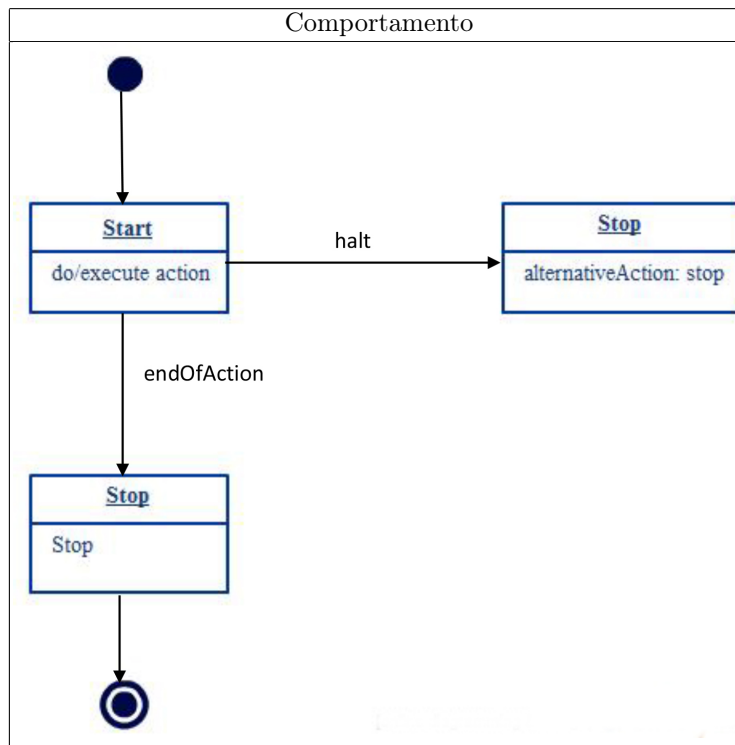 Comportamento
Start
do/execute action
halt
Stop
alternativeAction: stop
endOfAction
Stop
Stop